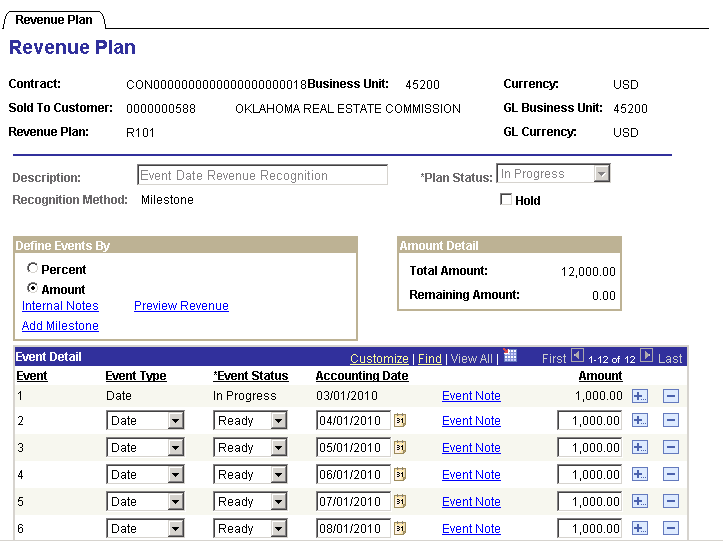 Revenue Plan
Revenue Plan
Contract: CON0000000000000000000018 Business Unit: 45200 Currency: USD
Sold To Customer: 0000000588 OKLAHOMA REAL ESTATE COMMISSION GL Business Unit: 45200
Revenue Plan: R101 GL Currency: USD
Description: Event Date Revenue Recognition *Plan Status: In Progress
Recognition Method: Milestone Hold
Define Events By Amount Detail
Percent Total Amount: 12,000.00
Amount Remaining Amount: 0.00
Internal Notes Preview Revenue
Add Milestone
Event Detail Customize | Find | View All | First 1-12 of 12 Last
Event Event Type *Event Status Accounting Date Amount
1 Date In Progress 03/01/2010 Event Note 1,000.00
2 Date Ready 04/01/2010 31 Event Note 1,000.00
3 Date Ready 05/01/2010 31 Event Note 1,000.00
4 Date Ready 06/01/2010 31 Event Note 1,000.00
5 Date Ready 07/01/2010 31 Event Note 1,000.00
6 Date Ready 08/01/2010 31 Event Note 1,000.00